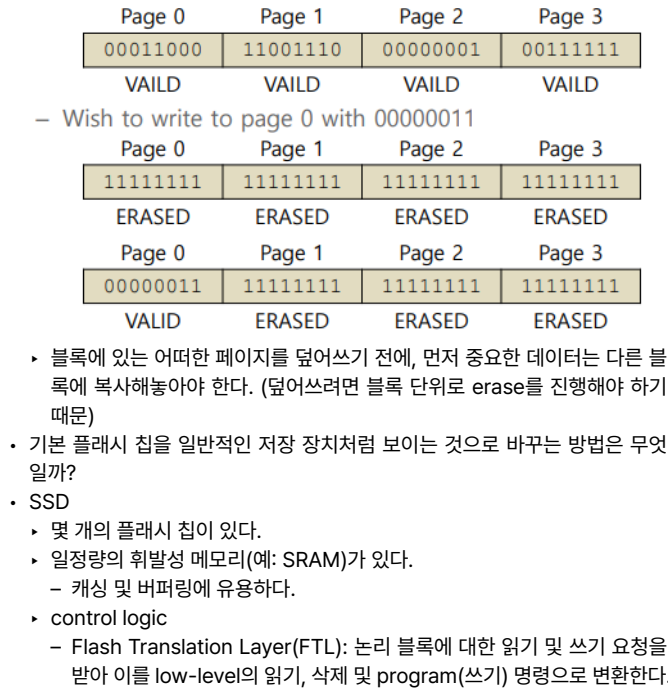 Page 0 Page 1 Page 2 Page 3
00011000 11001110 00000001 00111111
VAILD VAILD VAILD VAILD
– Wish to write to page 0 with 00000011
Page 0 Page 1 Page 2 Page 3
11111111 11111111 11111111 11111111
ERASED ERASED ERASED ERASED
Page 0 Page 1 Page 2 Page 3
00000011 11111111 11111111 11111111
VALID ERASED ERASED ERASED
‣ 블록에 있는 어떠한 페이지를 덮어쓰기 전에, 먼저 중요한 데이터는 다른 블
록에 복사해놓아야 한다. (덮어쓰려면 블록 단위로 erase를 진행해야 하기
때문)
• 기본 플래시 칩을 일반적인 저장 장치처럼 보이는 것으로 바꾸는 방법은 무엇
일까?
• SSD
‣ 몇 개의 플래시 칩이 있다.
‣ 일정량의 휘발성 메모리(예: SRAM)가 있다.
– 캐싱 및 버퍼링에 유용하다.
‣ control logic
– Flash Translation Layer(FTL): 논리 블록에 대한 읽기 및 쓰기 요청을
받아 이를 low-level의 읽기, 삭제 및 program(쓰기) 명령으로 변환한다.